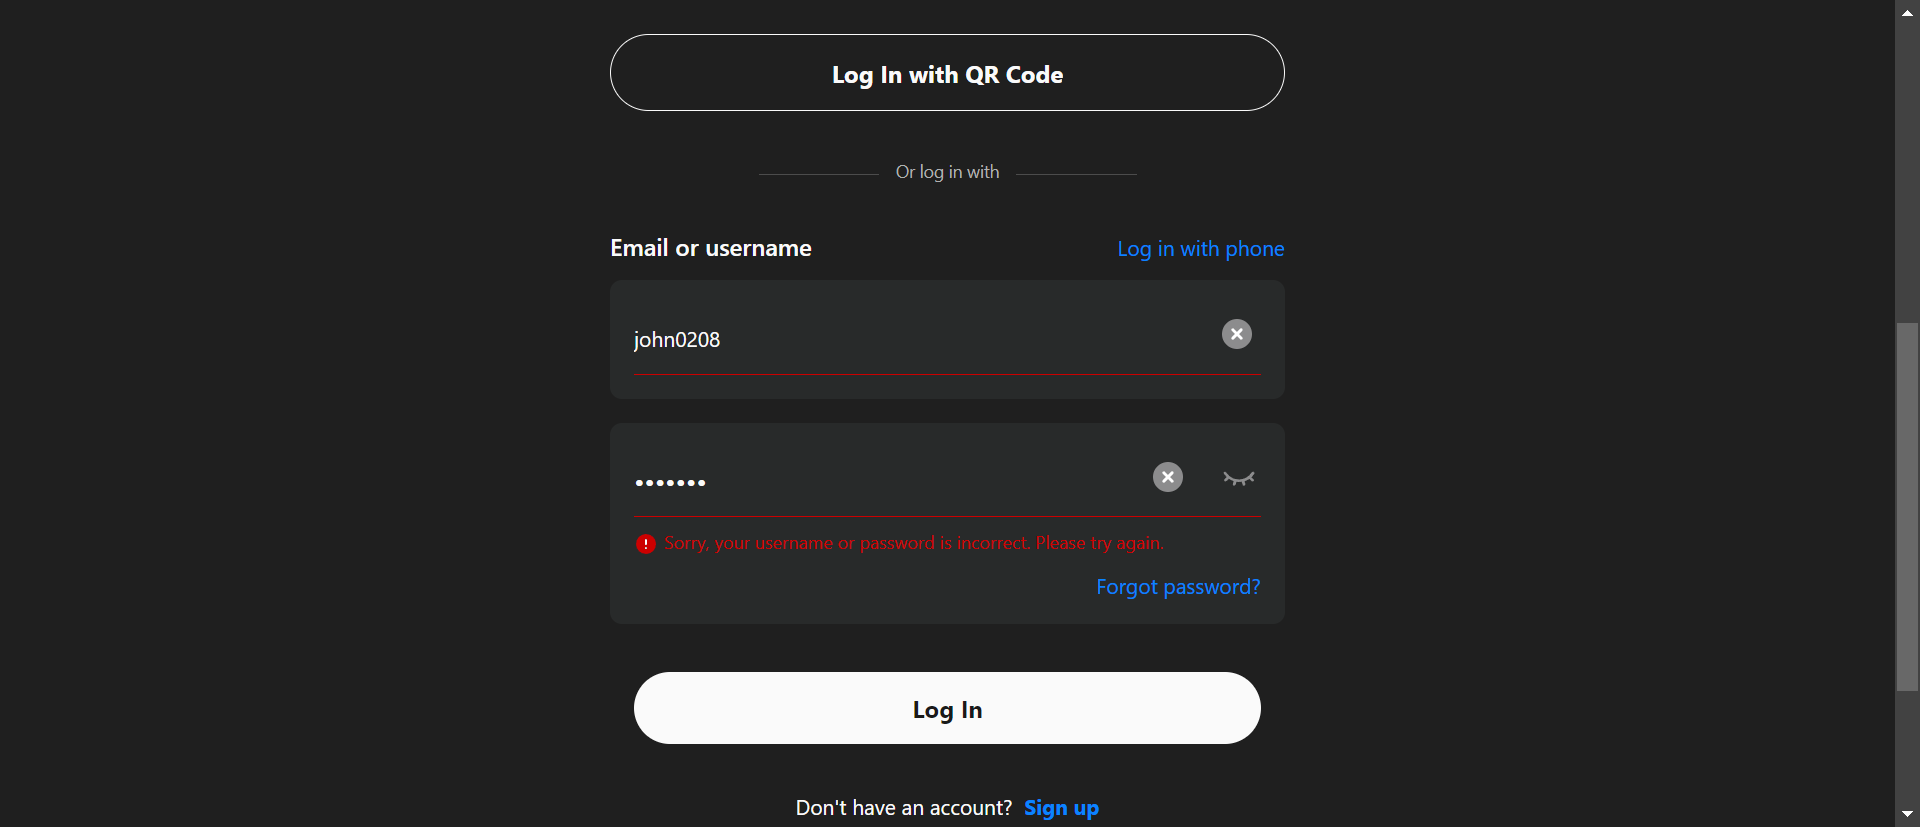 Log In with QR Code
Or log in with
Email or username
Log in with phone
john0208
•••••••
Sorry, your username or password is incorrect. Please try again.
Forgot password?
Log In
Don't have an account? Sign up